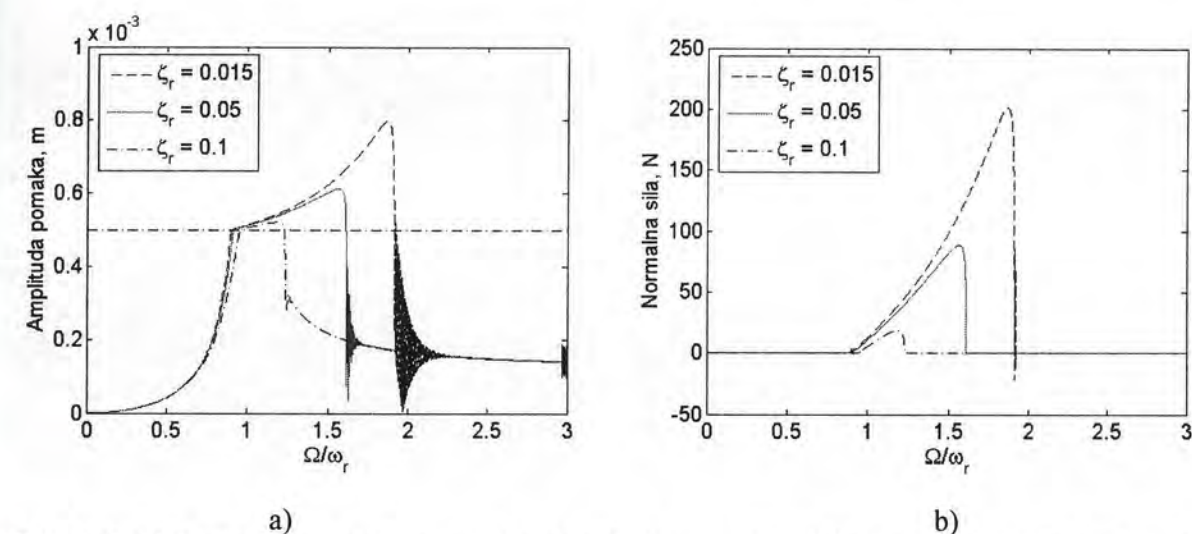 x 10⁻³
1
0.8
0.6
0.4
0.2
0
Amplituda pomaka, m
ζr = 0.015
ζr = 0.05
ζr = 0.1
0 0.5 1 1.5 2 2.5 3
Ω/ωr
a)
250
200
150
100
50
0
-50
Normalna sila, N
ζr = 0.015
ζr = 0.05
ζr = 0.1
0 0.5 1 1.5 2 2.5 3
Ω/ωr
b)